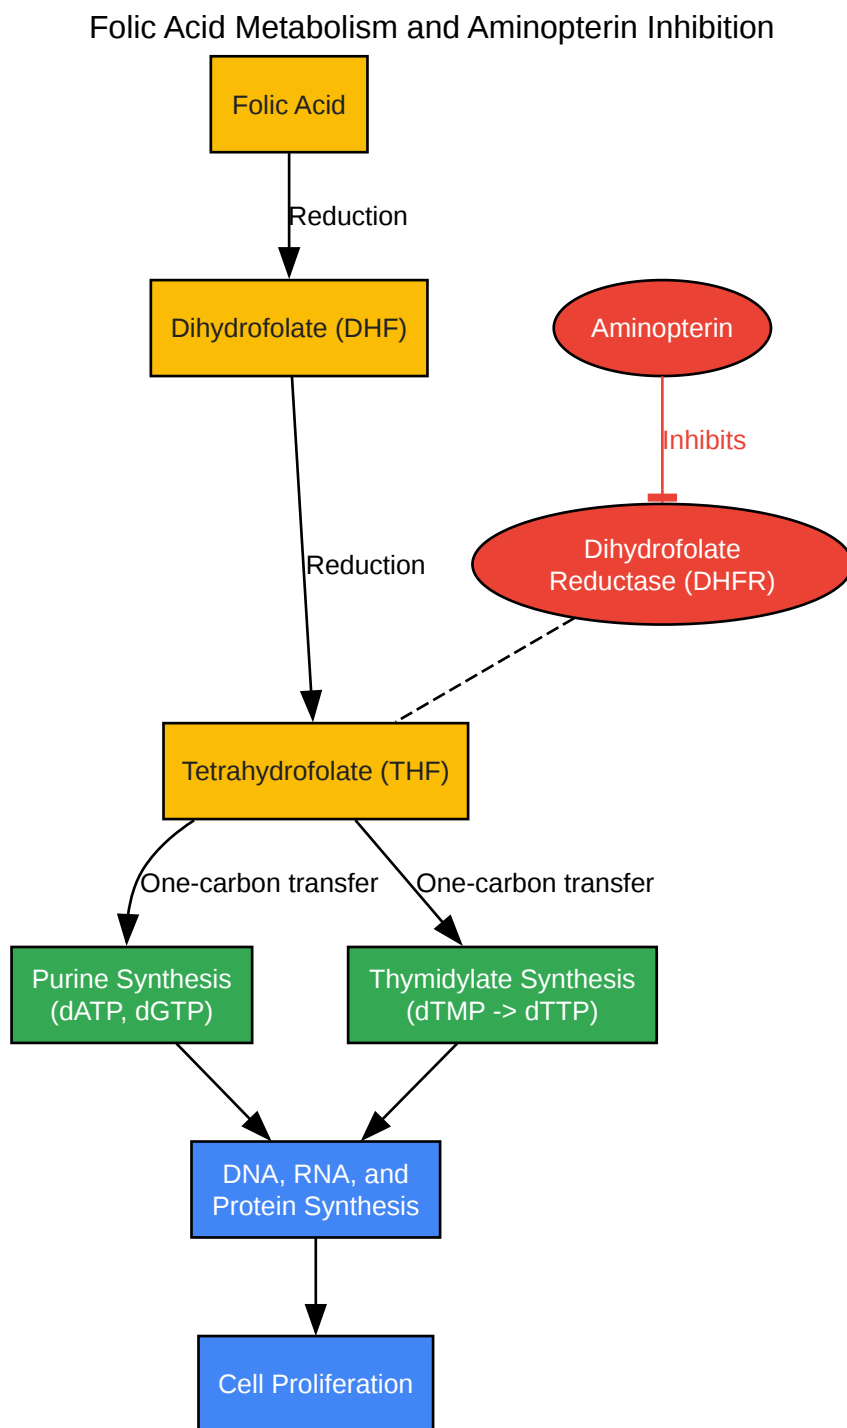 Folic Acid Metabolism and Aminopterin Inhibition
Folic Acid
Reduction
Dihydrofolate (DHF)
Aminopterin
Inhibits
Reduction
Dihydrofolate
Reductase (DHFR)
Tetrahydrofolate (THF)
One-carbon transfer
One-carbon transfer
Purine Synthesis
(dATP, dGTP)
Thymidylate Synthesis
(dTMP -> dTTP)
DNA, RNA, and
Protein Synthesis
Cell Proliferation